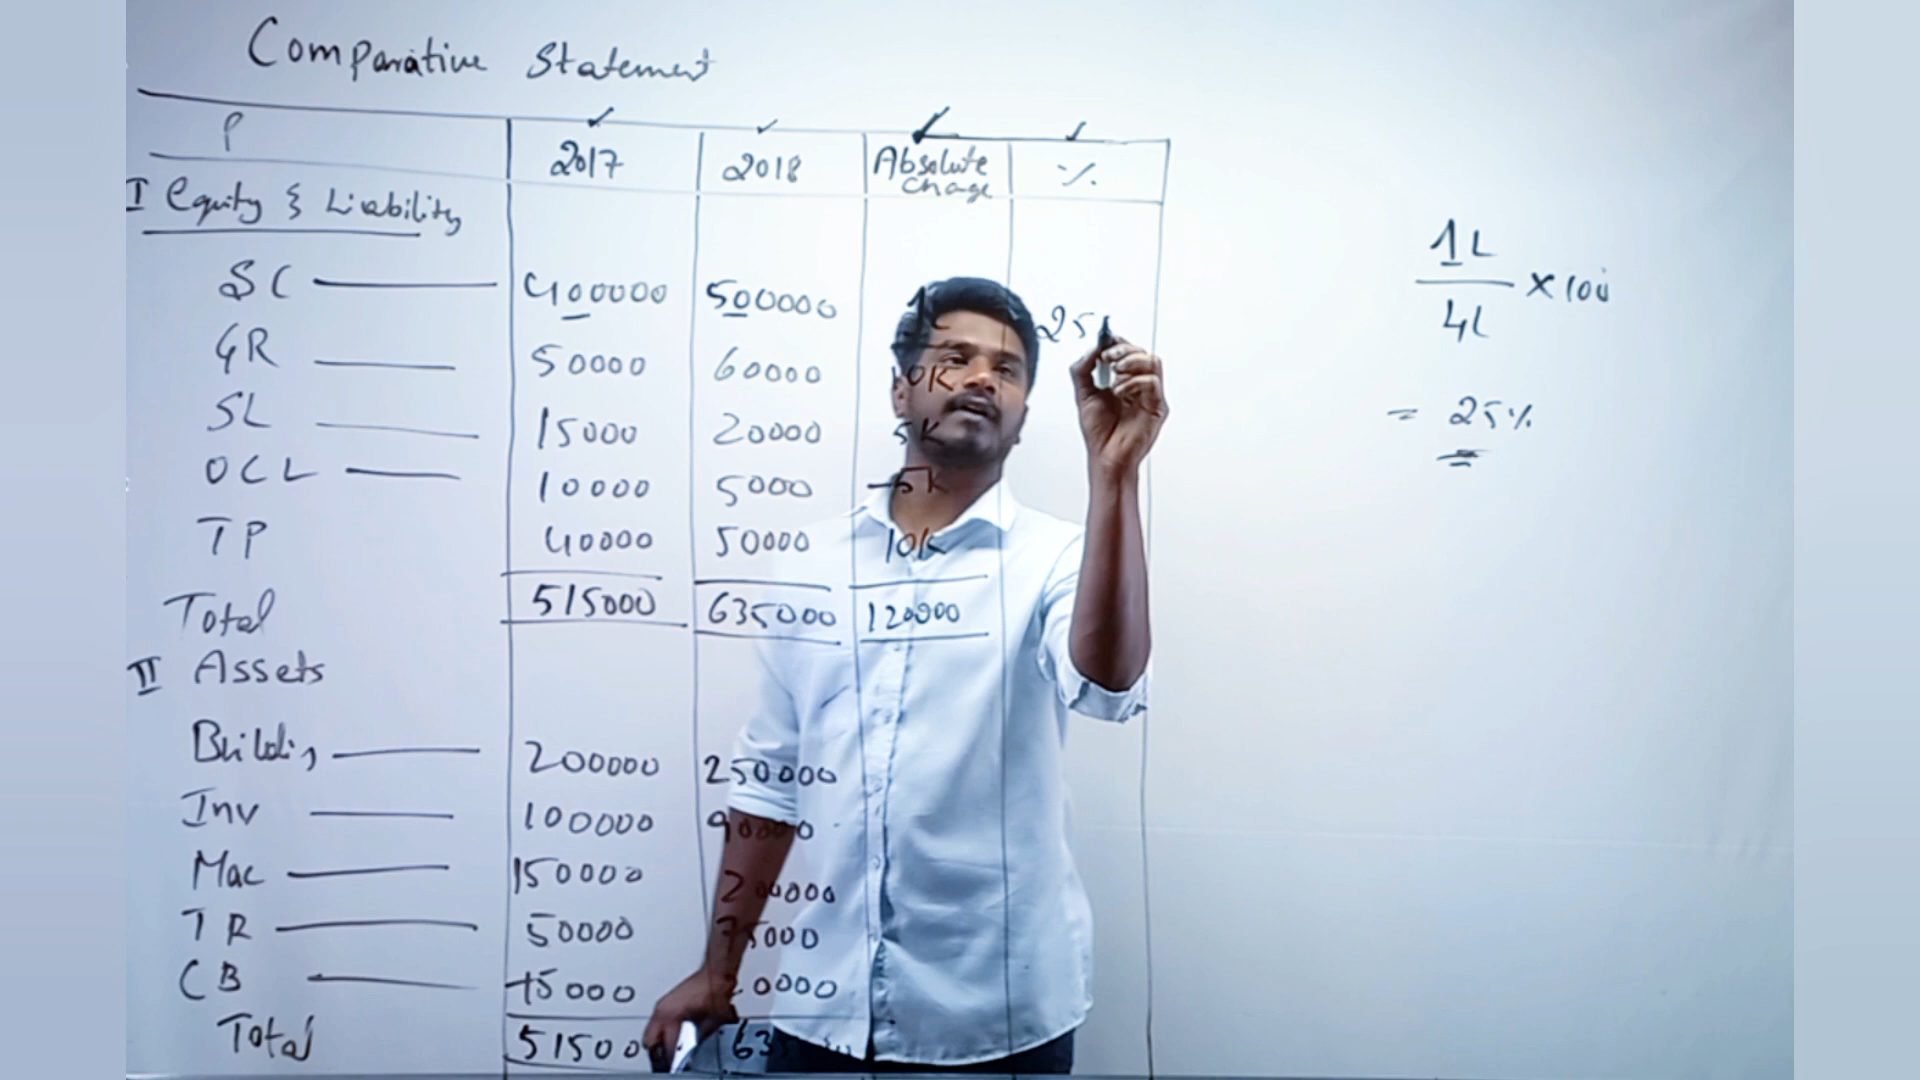 Comparative Statement
P 2017 2018 Absolute Change %
I Equity & Liability
SC 400000 500000 1L 25%
GR 50000 60000 10K
SL 15000 20000 5K
OCL 10000 5000 -5K
TP 40000 50000 10K
Total 515000 635000 120000
II Assets
Building 200000 250000
Inv 100000 90000
Mac 150000 200000
TR 50000 75000
CB 15000 20000
Total 515000
1L
4L
× 100
= 25%